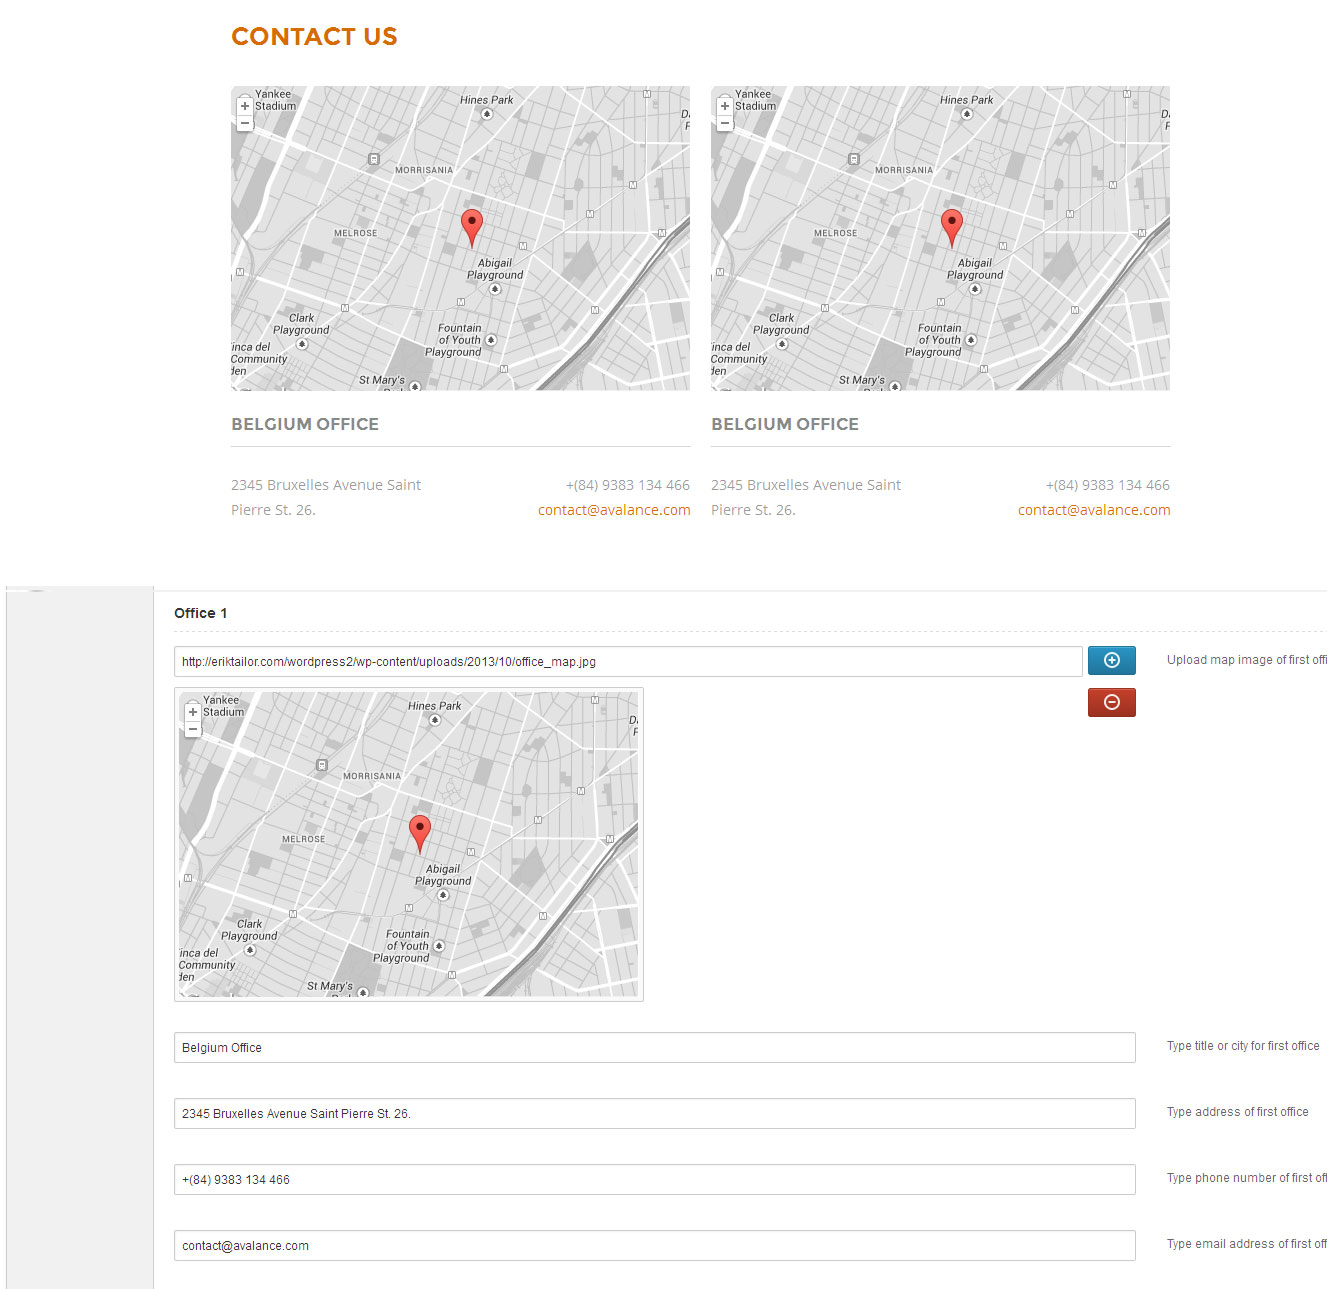 CONTACT US
Yankee
Stadium
Hines Park
MORRISANIA
MELROSE
Abigail
Playground
Clark
Playground
Fountain
of Youth
Playground
inca del
Community
den
St Mary's
Yankee
Stadium
Hines Park
MORRISANIA
MELROSE
Abigail
Playground
Clark
Playground
Fountain
of Youth
Playground
inca del
Community
den
St Mary's
BELGIUM OFFICE
BELGIUM OFFICE
2345 Bruxelles Avenue Saint
Pierre St. 26.
+(84) 9383 134 466
contact@avalance.com
2345 Bruxelles Avenue Saint
Pierre St. 26.
+(84) 9383 134 466
contact@avalance.com
Office 1
http://eriktailor.com/wordpress2/wp-content/uploads/2013/10/office_map.jpg
Upload map image of first offi
Yankee
Stadium
Hines Park
MORRISANIA
MELROSE
Abigail
Playground
Clark
Playground
Fountain
of Youth
Playground
inca del
Community
den
St Mary's
Belgium Office
Type title or city for first office
2345 Bruxelles Avenue Saint Pierre St. 26.
Type address of first office
+(84) 9383 134 466
Type phone number of first off
contact@avalance.com
Type email address of first off